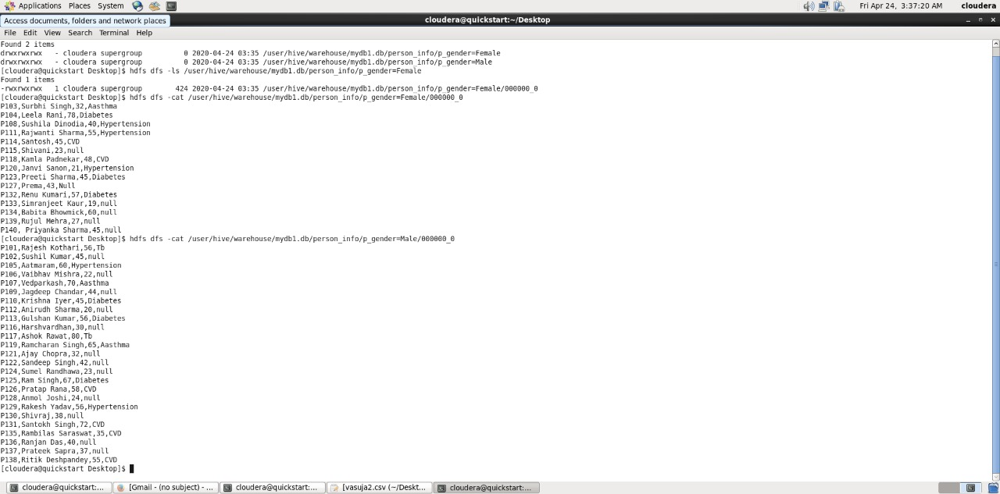 Applications Places System Fri Apr 24, 3:37:20 AM cloudera
Access documents, folders and network places
cloudera@quickstart:~/Desktop
File Edit View Search Terminal Help
Found 2 items
drwxrwxrwx   - cloudera supergroup          0 2020-04-24 03:35 /user/hive/warehouse/mydb1.db/person_info/p_gender=Female
drwxrwxrwx   - cloudera supergroup          0 2020-04-24 03:35 /user/hive/warehouse/mydb1.db/person_info/p_gender=Male
[cloudera@quickstart Desktop]$ hdfs dfs -ls /user/hive/warehouse/mydb1.db/person_info/p_gender=Female
Found 1 items
-rwxrwxrwx   1 cloudera supergroup        424 2020-04-24 03:35 /user/hive/warehouse/mydb1.db/person_info/p_gender=Female/000000_0
[cloudera@quickstart Desktop]$ hdfs dfs -cat /user/hive/warehouse/mydb1.db/person_info/p_gender=Female/000000_0
P103,Surbhi Singh,32,Aasthma
P104,Leela Rani,78,Diabetes
P108,Sushila Dinodia,40,Hypertension
P111,Rajwanti Sharma,55,Hypertension
P114,Santosh,45,CVD
P115,Shivani,23,null
P118,Kamla Padnekar,48,CVD
P120,Janvi Sanon,21,Hypertension
P123,Preeti Sharma,45,Diabetes
P127,Prema,43,Null
P132,Renu Kumari,57,Diabetes
P133,Simranjeet Kaur,19,null
P134,Babita Bhowmick,60,null
P139,Rujul Mehra,27,null
P140, Priyanka Sharma,45,null
[cloudera@quickstart Desktop]$ hdfs dfs -cat /user/hive/warehouse/mydb1.db/person_info/p_gender=Male/000000_0
P101,Rajesh Kothari,56,Tb
P102,Sushil Kumar,45,null
P105,Aatmaram,60,Hypertension
P106,Vaibhav Mishra,22,null
P107,Vedparkash,70,Aasthma
P109,Jagdeep Chandar,44,null
P110,Krishna Iyer,45,Diabetes
P112,Anirudh Sharma,20,null
P113,Gulshan Kumar,56,Diabetes
P116,Harshvardhan,30,null
P117,Ashok Rawat,80,Tb
P119,Ramcharan Singh,65,Aasthma
P121,Ajay Chopra,32,null
P122,Sandeep Singh,42,null
P124,Sumel Randhawa,23,null
P125,Ram Singh,67,Diabetes
P126,Pratap Rana,58,CVD
P128,Anmol Joshi,24,null
P129,Rakesh Yadav,56,Hypertension
P130,Shivraj,38,null
P131,Santokh Singh,72,CVD
P135,Rambilas Saraswat,35,CVD
P136,Ranjan Das,40,null
P137,Prateek Sapra,37,null
P138,Ritik Deshpandey,55,CVD
[cloudera@quickstart Desktop]$
cloudera@quickstart:... [Gmail - (no subject) - ... cloudera@quickstart:... [vasuja2.csv (~/Deskt... cloudera@quickstart:...